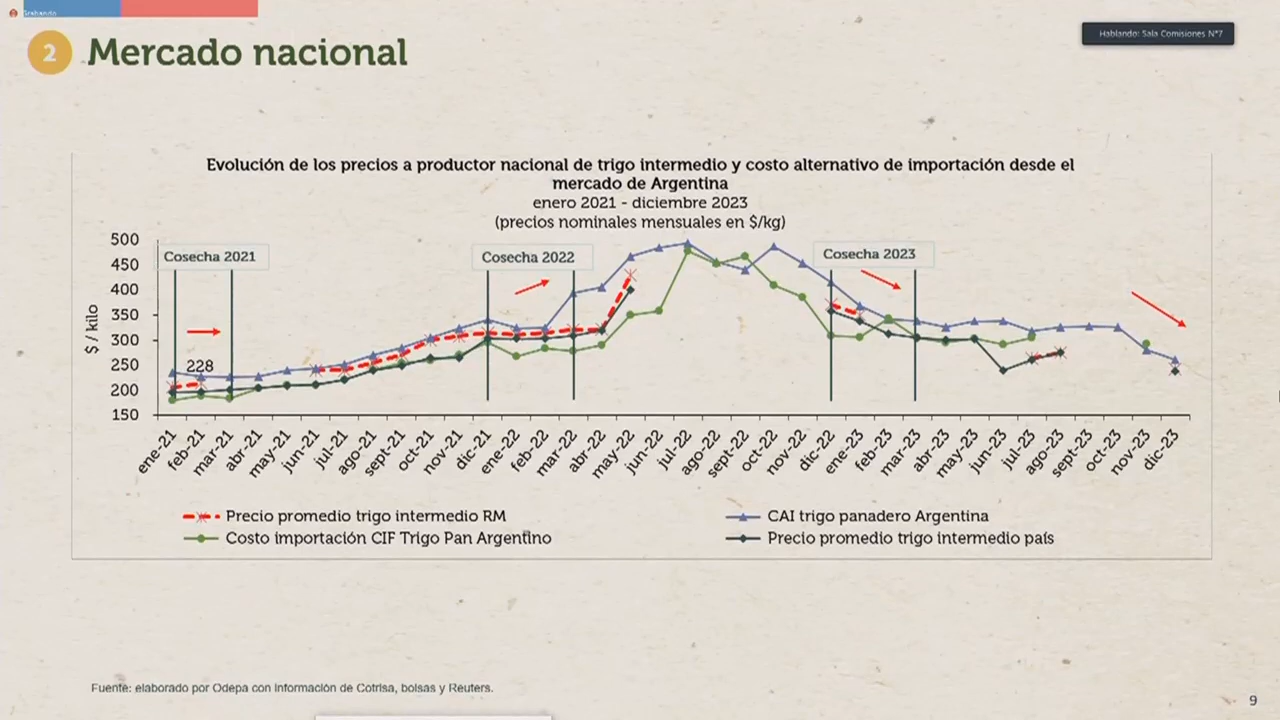 Grabando
Hablando: Sala Comisiones N°7
2 Mercado nacional
Evolución de los precios a productor nacional de trigo intermedio y costo alternativo de importación desde el
mercado de Argentina
enero 2021 - diciembre 2023
(precios nominales mensuales en $/kg)
$ / kilo
500
450
400
350
300
250
200
150
Cosecha 2021
Cosecha 2022
Cosecha 2023
228
ene-21
feb-21
mar-21
abr-21
may-21
jun-21
jul-21
ago-21
sept-21
oct-21
nov-21
dic-21
ene-22
feb-22
mar-22
abr-22
may-22
jun-22
jul-22
ago-22
sept-22
oct-22
nov-22
dic-22
ene-23
feb-23
mar-23
abr-23
may-23
jun-23
jul-23
ago-23
sept-23
oct-23
nov-23
dic-23
Precio promedio trigo intermedio RM
CAI trigo panadero Argentina
Costo importación CIF Trigo Pan Argentino
Precio promedio trigo intermedio país
Fuente: elaborado por Odepa con información de Cotrisa, bolsas y Reuters.
9